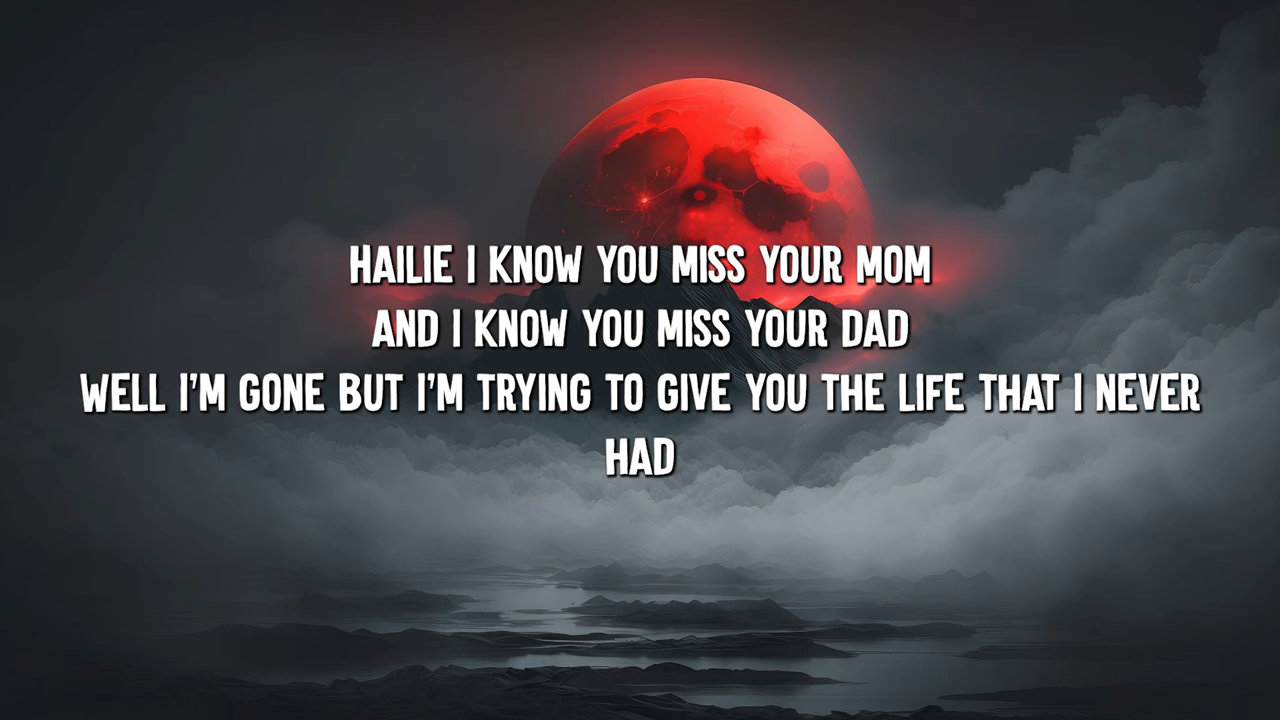 HAILIE I KNOW YOU MISS YOUR MOM
AND I KNOW YOU MISS YOUR DAD
WELL I'M GONE BUT I'M TRYING TO GIVE YOU THE LIFE THAT I NEVER
HAD